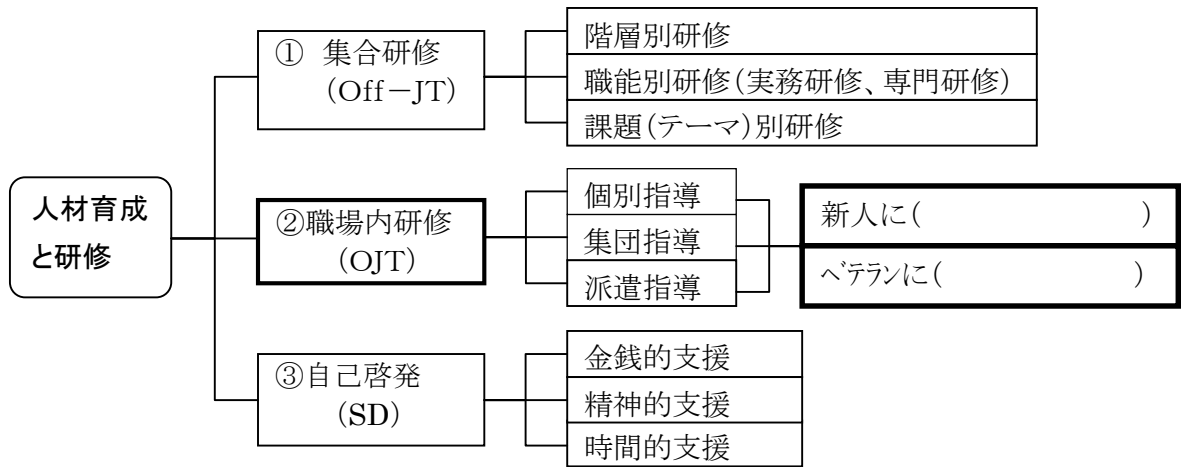 人材育成
と研修
① 集合研修
(Off-JT)
階層別研修
職能別研修(実務研修、専門研修)
課題(テーマ)別研修
②職場内研修
(OJT)
個別指導
集団指導
派遣指導
新人に(　　　　　　　　)
ベテランに(　　　　　　　　)
③自己啓発
(SD)
金銭的支援
精神的支援
時間的支援